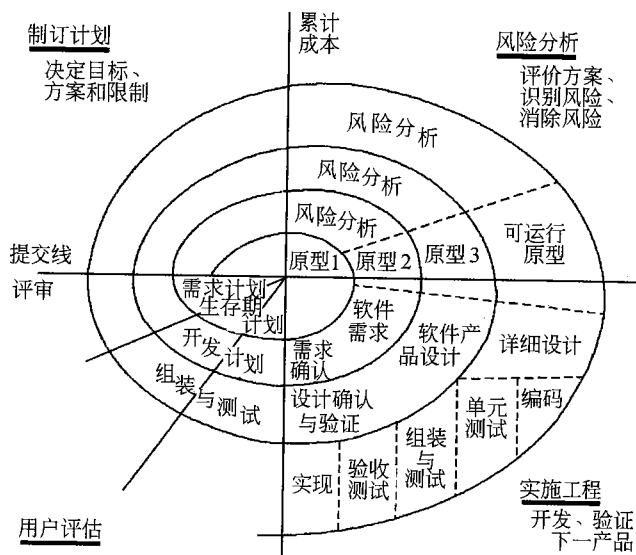 制订计划
决定目标、
方案和限制
累计
成本
风险分析
评价方案、
识别风险、
消除风险
风险分析
风险分析
风险分析
可运行
原型
提交线
评审
原型1
原型2
原型3
需求计划
生存期
计划
开发计划
组装与测试
需求
确认
软件
需求
软件产
品设计
详细设计
设计确认
与验证
实现
验收
测试
组装
与
测试
单元
测试
编码
用户评估
实施工程
开发、验证
下一产品